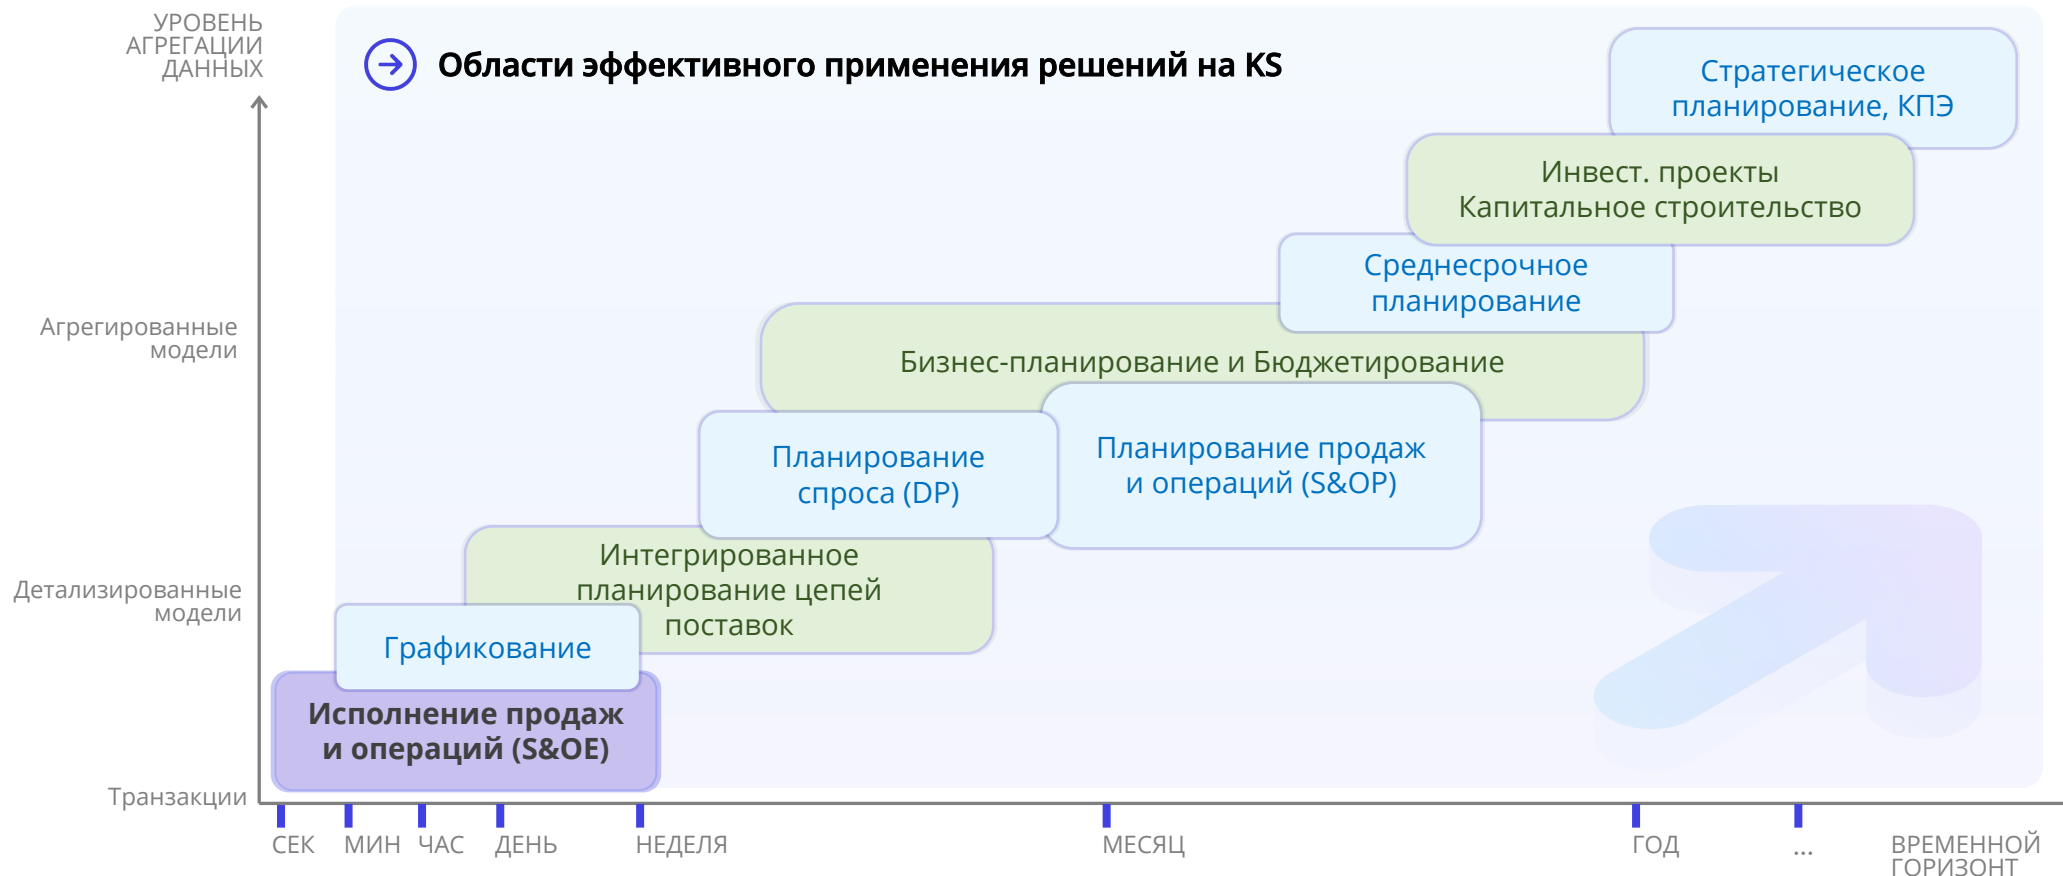 УРОВЕНЬ
АГРЕГАЦИИ
ДАННЫХ
Области эффективного применения решений на KS
Стратегическое
планирование, КПЭ
Инвест. проекты
Капитальное строительство
Среднесрочное
планирование
Агрегированные
модели
Бизнес-планирование и Бюджетирование
Планирование
спроса (DP)
Планирование продаж
и операций (S&OP)
Интегрированное
планирование цепей
поставок
Детализированные
модели
Графикование
Исполнение продаж
и операций (S&OE)
Транзакции
СЕК МИН ЧАС ДЕНЬ НЕДЕЛЯ МЕСЯЦ ГОД ...
ВРЕМЕННОЙ
ГОРИЗОНТ